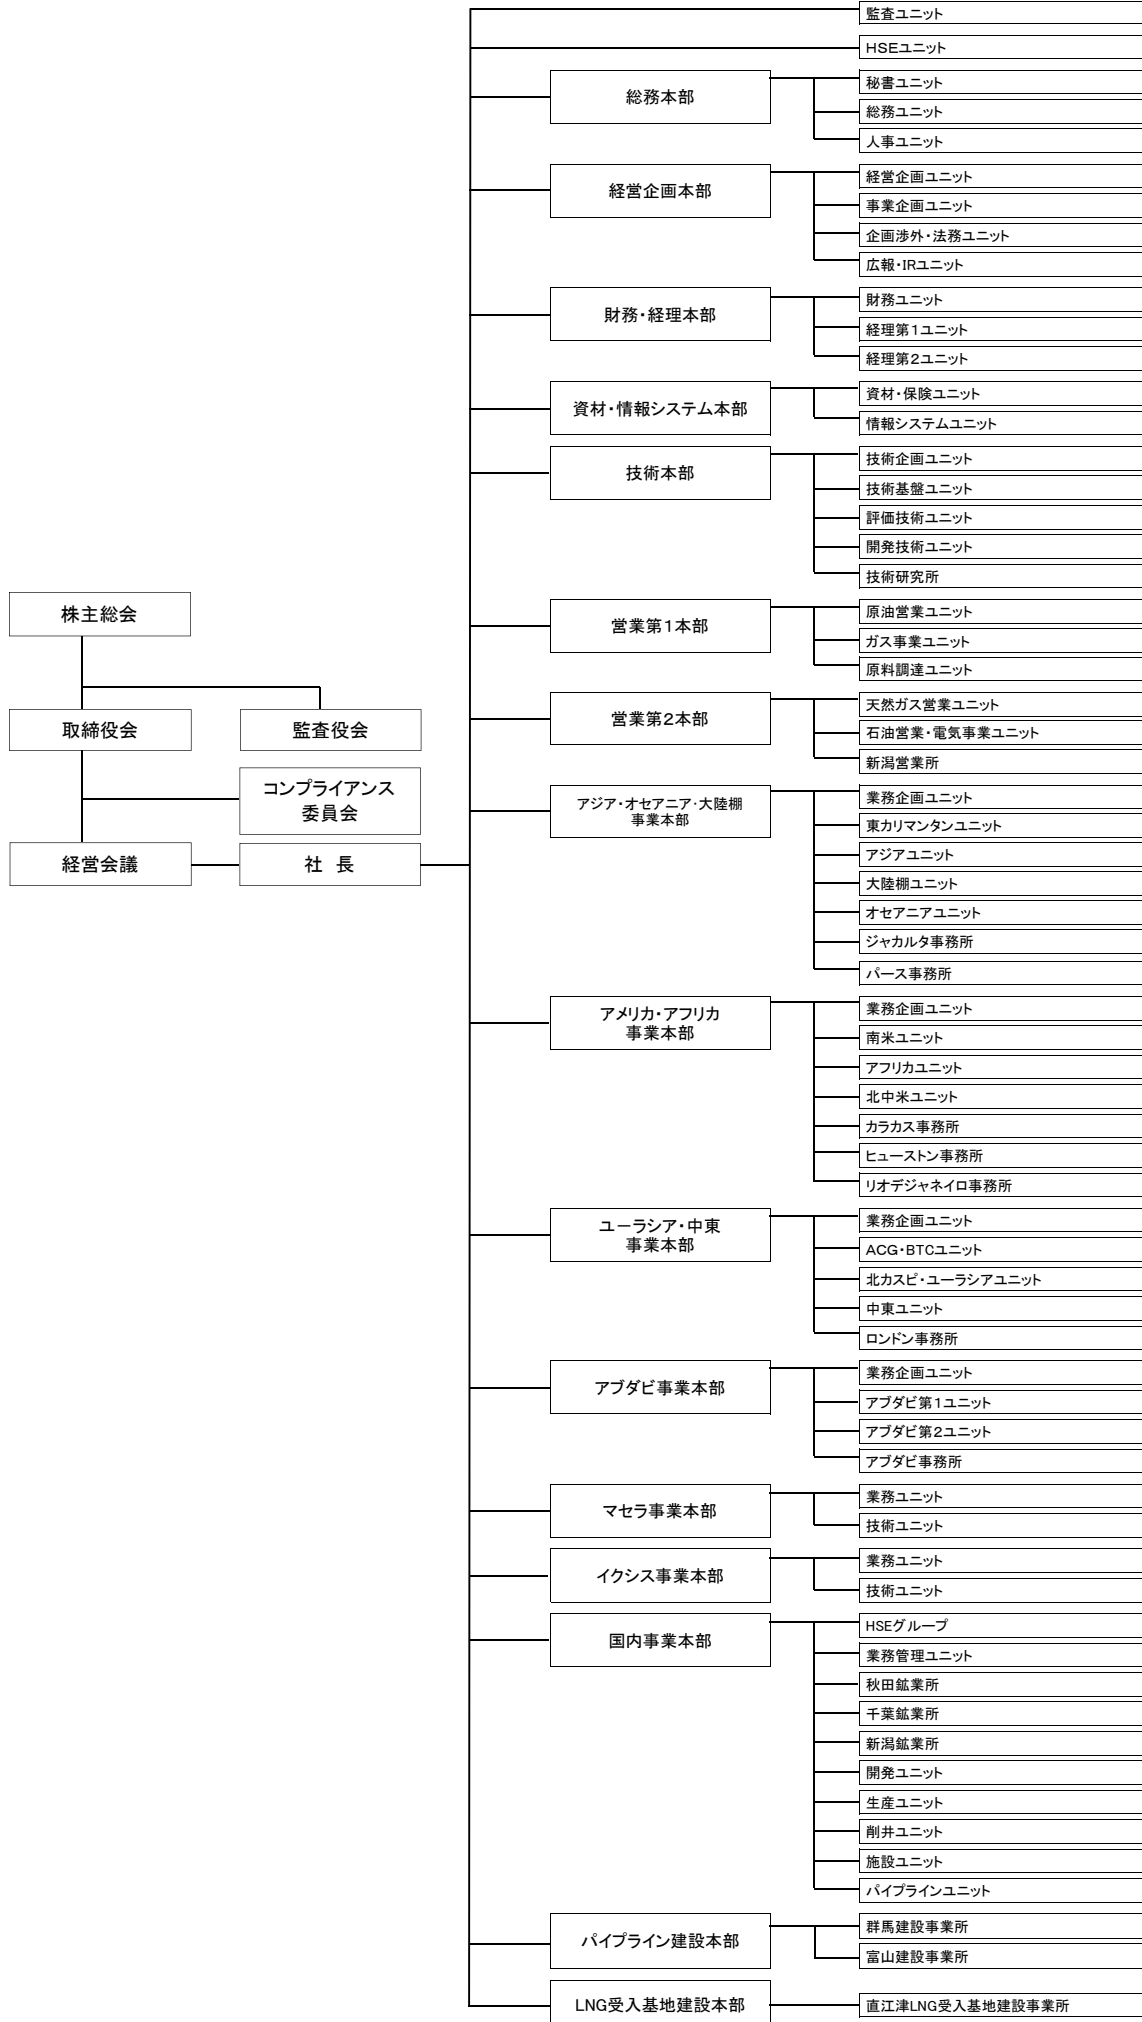 監査ユニット
HSEユニット
総務本部
秘書ユニット
総務ユニット
人事ユニット
経営企画本部
経営企画ユニット
事業企画ユニット
企画渉外・法務ユニット
広報・IRユニット
財務・経理本部
財務ユニット
経理第1ユニット
経理第2ユニット
資材・情報システム本部
資材・保険ユニット
情報システムユニット
技術本部
技術企画ユニット
技術基盤ユニット
評価技術ユニット
開発技術ユニット
技術研究所
株主総会
取締役会
監査役会
コンプライアンス
委員会
経営会議
社 長
営業第1本部
原油営業ユニット
ガス事業ユニット
原料調達ユニット
営業第2本部
天然ガス営業ユニット
石油営業・電気事業ユニット
新潟営業所
アジア・オセアニア・大陸棚
事業本部
業務企画ユニット
東カリマンタンユニット
アジアユニット
大陸棚ユニット
オセアニアユニット
ジャカルタ事務所
パース事務所
アメリカ・アフリカ
事業本部
業務企画ユニット
南米ユニット
アフリカユニット
北中米ユニット
カラカス事務所
ヒューストン事務所
リオデジャネイロ事務所
ユーラシア・中東
事業本部
業務企画ユニット
ACG・BTCユニット
北カスピ・ユーラシアユニット
中東ユニット
ロンドン事務所
アブダビ事業本部
業務企画ユニット
アブダビ第1ユニット
アブダビ第2ユニット
アブダビ事務所
マセラ事業本部
業務ユニット
技術ユニット
イクシス事業本部
業務ユニット
技術ユニット
国内事業本部
HSEグループ
業務管理ユニット
秋田鉱業所
千葉鉱業所
新潟鉱業所
開発ユニット
生産ユニット
削井ユニット
施設ユニット
パイプラインユニット
パイプライン建設本部
群馬建設事業所
富山建設事業所
LNG受入基地建設本部
直江津LNG受入基地建設事業所